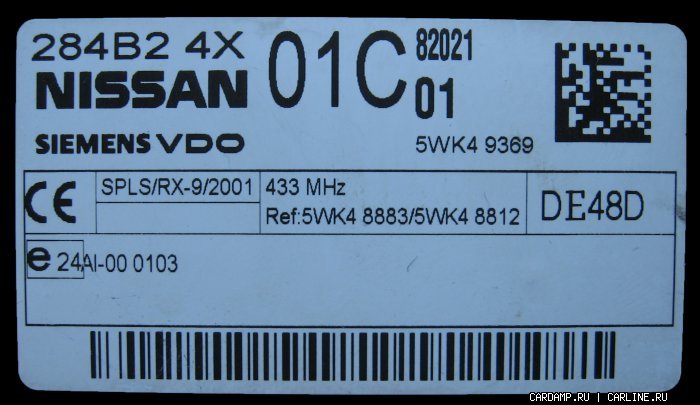 284B2 4X 01C 82021
NISSAN 01
SIEMENS VDO 5WK4 9369
CE SPLS/RX-9/2001 433 MHz DE48D
Ref:5WK4 8883/5WK4 8812
e 24AI-00 0103
CARDAMP.RU | CARLINE.RU